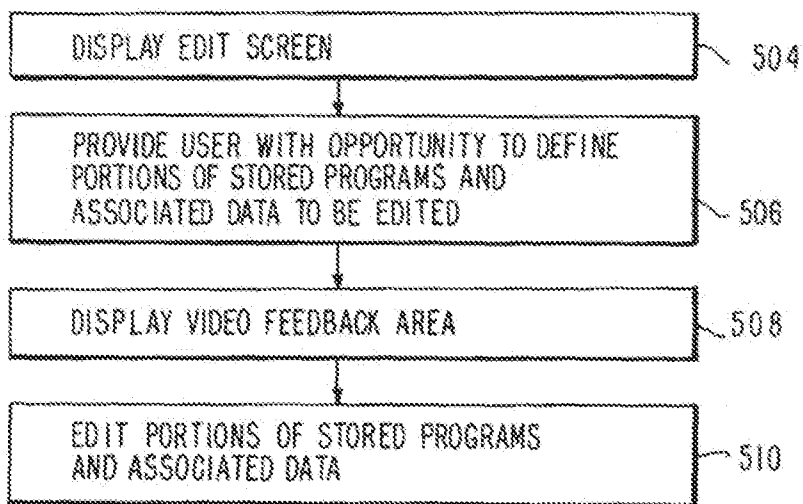 DISPLAY EDIT SCREEN
504
PROVIDE USER WITH OPPORTUNITY TO DEFINE
PORTIONS OF STORED PROGRAMS AND
ASSOCIATED DATA TO BE EDITED
506
DISPLAY VIDEO FEEDBACK AREA
508
EDIT PORTIONS OF STORED PROGRAMS
AND ASSOCIATED DATA
510